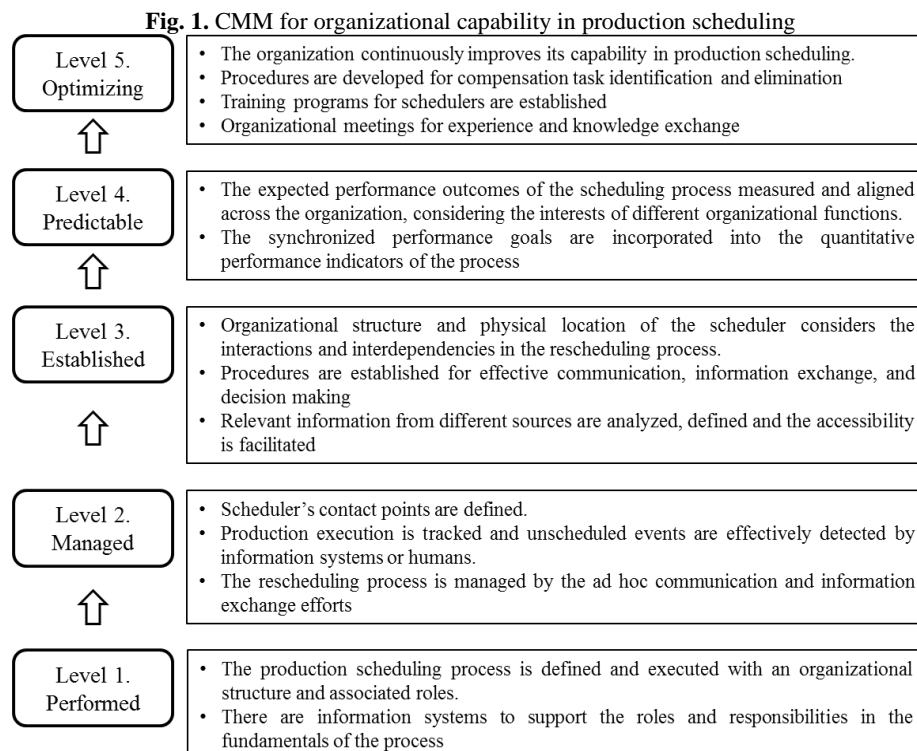 Fig. 1. CMM for organizational capability in production scheduling
Level 5.
Optimizing
• The organization continuously improves its capability in production scheduling.
• Procedures are developed for compensation task identification and elimination
• Training programs for schedulers are established
• Organizational meetings for experience and knowledge exchange
Level 4.
Predictable
• The expected performance outcomes of the scheduling process measured and aligned
across the organization, considering the interests of different organizational functions.
• The synchronized performance goals are incorporated into the quantitative
performance indicators of the process
Level 3.
Established
• Organizational structure and physical location of the scheduler considers the
interactions and interdependencies in the rescheduling process.
• Procedures are established for effective communication, information exchange, and
decision making
• Relevant information from different sources are analyzed, defined and the accessibility
is facilitated
Level 2.
Managed
• Scheduler’s contact points are defined.
• Production execution is tracked and unscheduled events are effectively detected by
information systems or humans.
• The rescheduling process is managed by the ad hoc communication and information
exchange efforts
Level 1.
Performed
• The production scheduling process is defined and executed with an organizational
structure and associated roles.
• There are information systems to support the roles and responsibilities in the
fundamentals of the process